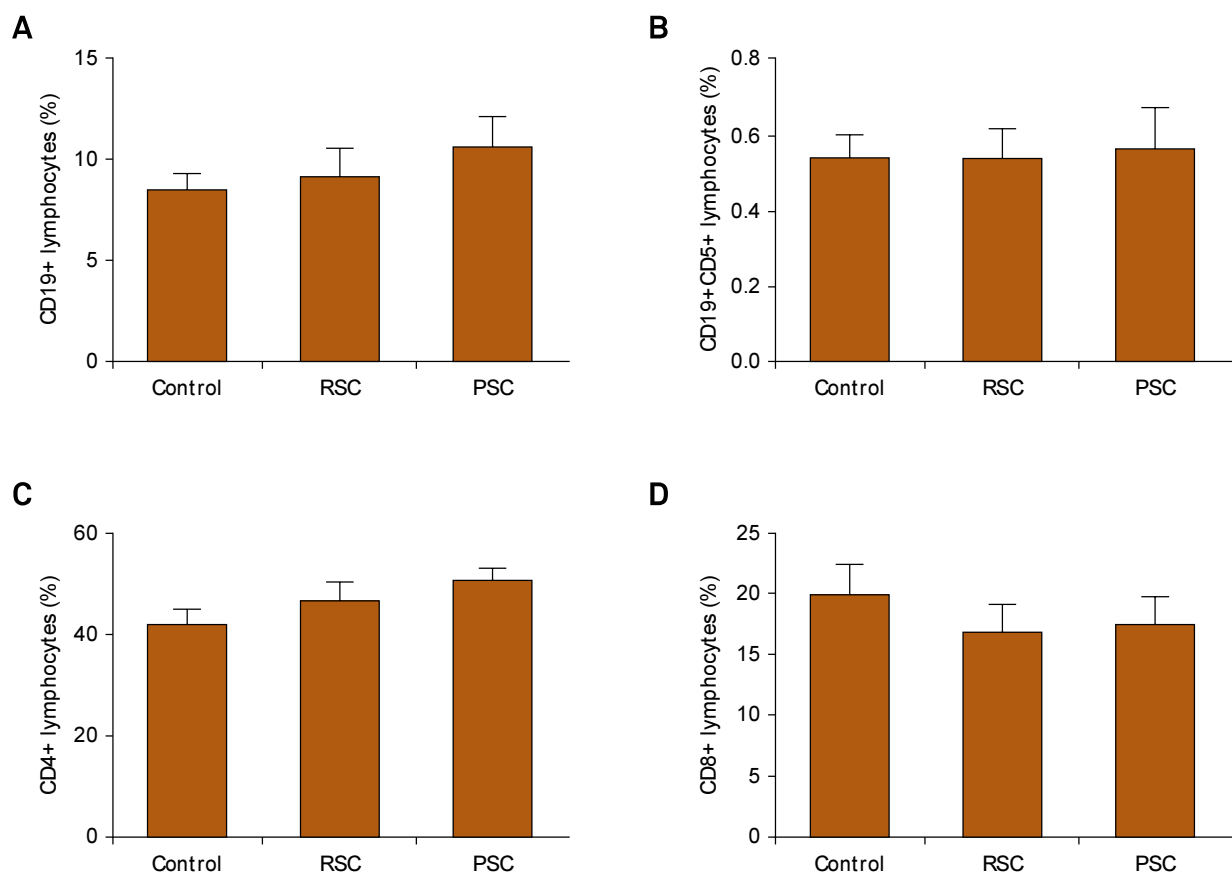 A
CD19+ lymphocytes (%)
15
10
5
0
Control RSC PSC
B
CD19+CD5+ lymphocytes (%)
0.8
0.6
0.4
0.2
0.0
Control RSC PSC
C
CD4+ lymphocytes (%)
60
40
20
0
Control RSC PSC
D
CD8+ lymphocytes (%)
25
20
15
10
5
0
Control RSC PSC